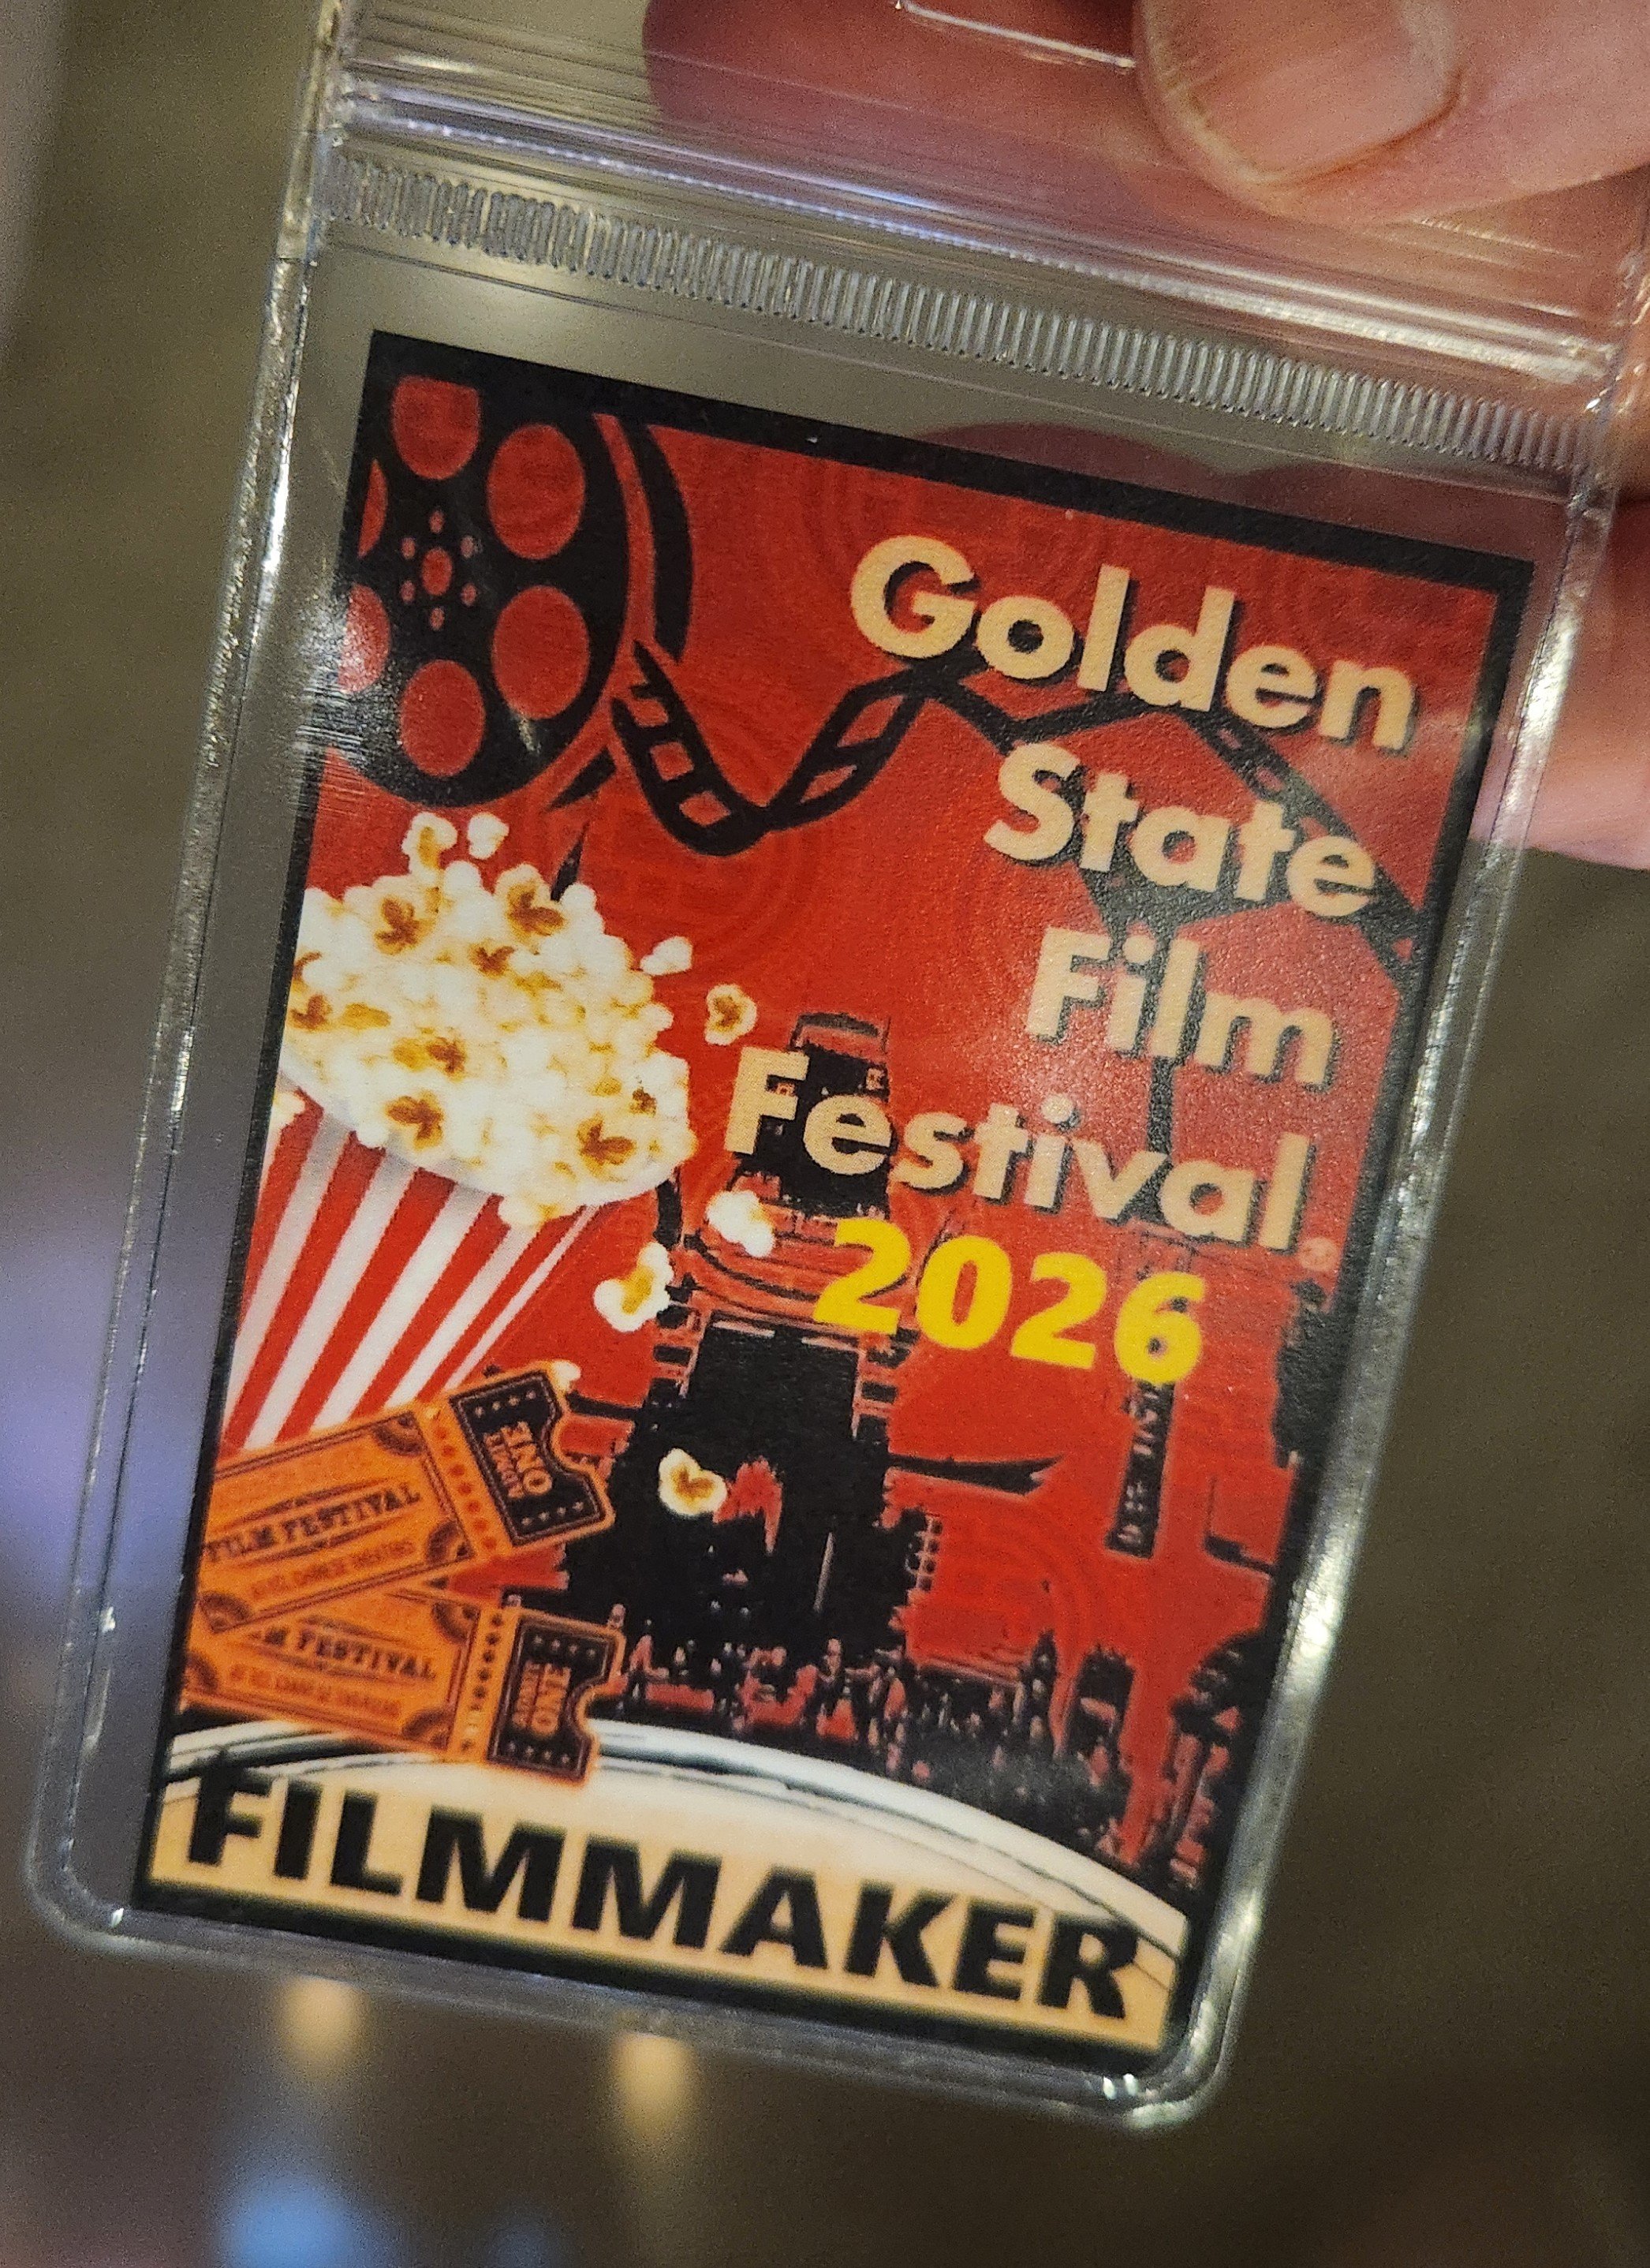 Golden
State
Film
Festival
2026
ADMIT
ONE
FILM FESTIVAL
FESTIVAL
ADMIT
ONE
FILMMAKER